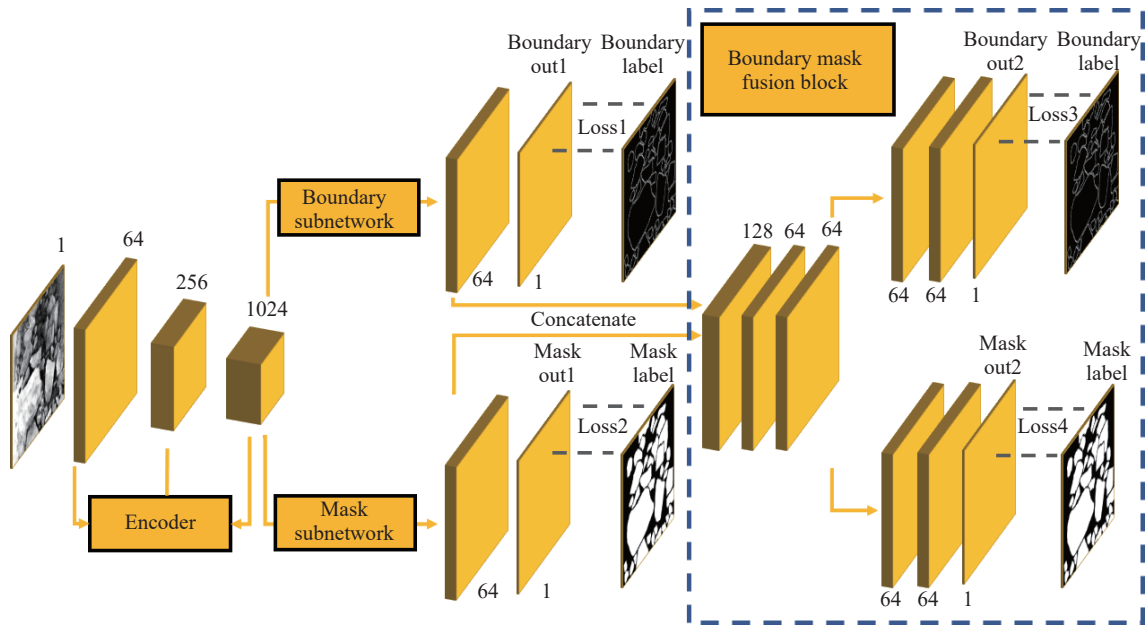 Boundary
out1
Boundary
label
Loss1
Boundary mask
fusion block
Boundary
out2
Boundary
label
Loss3
Boundary
subnetwork
1
64
256
1024
64
1
128
64
64
64
64
1
Concatenate
Mask
out1
Mask
label
Loss2
Mask
out2
Mask
label
Loss4
Encoder
Mask
subnetwork
64
1
64
64
1